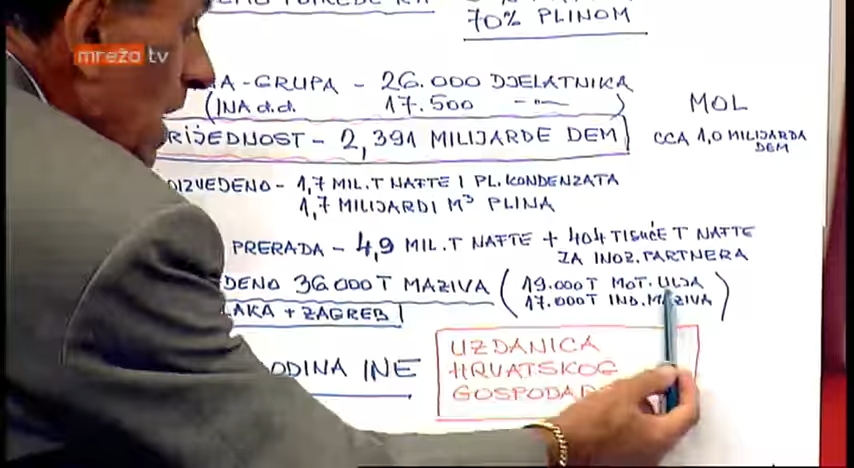 70% PLINOM
mreža tv
-GRUPA - 26.000 DJELATNIKA
(INA d.d. 17.500 -〃- )
MOL
CCA 1,0 MILIJARDA
DEM
RIJEDNOST - 2,391 MILIJARDE DEM
OIZVEDENO - 1,7 MIL.T NAFTE I PL. KONDENZATA
1,7 MILIJARDI M³ PLINA
PRERADA - 4,9 MIL.T NAFTE + 404 TISUĆE T NAFTE
ZA INOZ. PARTNERA
DENO 36.000 T MAZIVA ( 19.000 T MOT. ULJA
17.000 T IND. MAZIVA )
AKA + ZAGREB
ODINA INE
UZDANICA
HRVATSKOG
GOSPODA